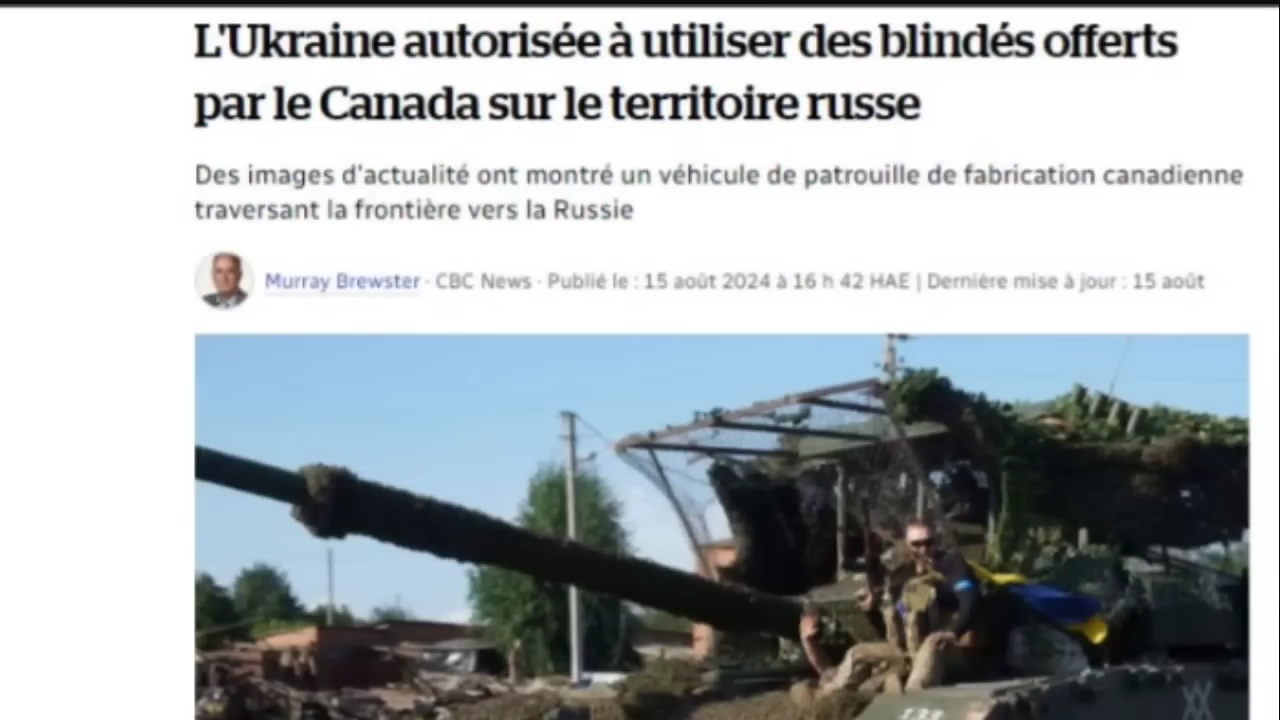 L'Ukraine autorisée à utiliser des blindés offerts
par le Canada sur le territoire russe
Des images d'actualité ont montré un véhicule de patrouille de fabrication canadienne
traversant la frontière vers la Russie
Murray Brewster · CBC News · Publié le : 15 août 2024 à 16 h 42 HAE | Dernière mise à jour : 15 août
133